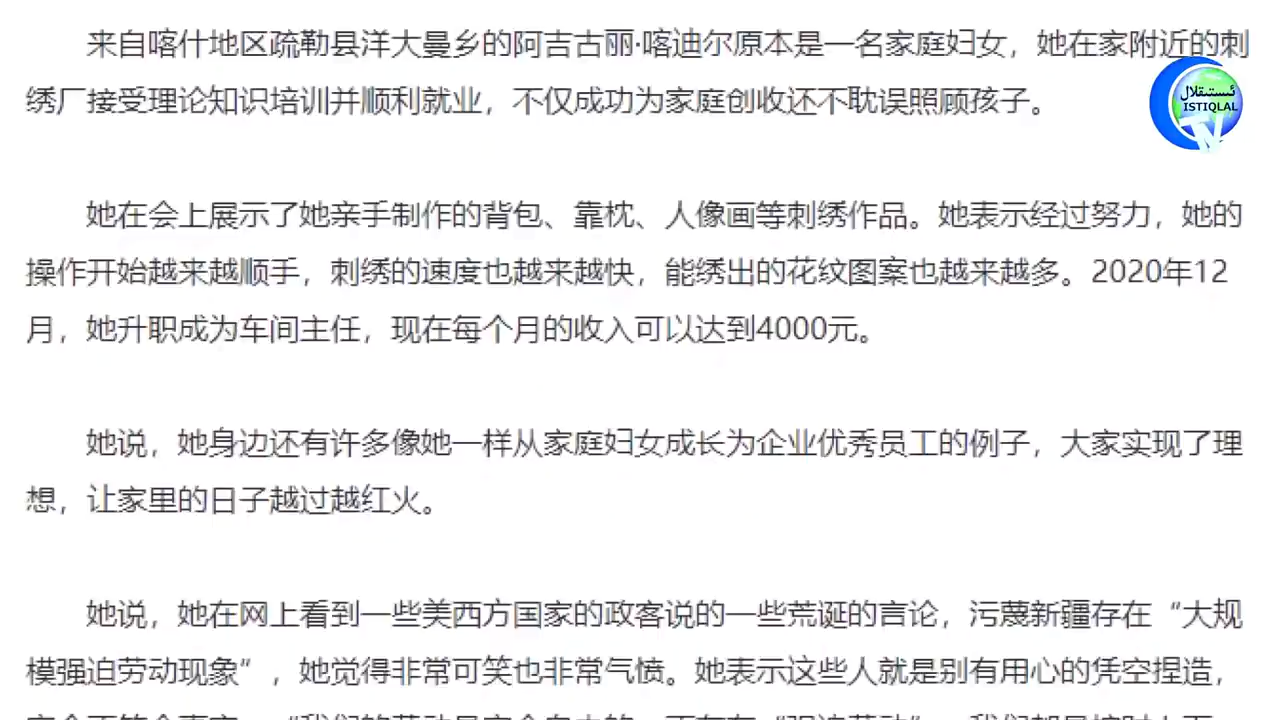 来自喀什地区疏勒县洋大曼乡的阿吉古丽·喀迪尔原本是一名家庭妇女，她在家附近的刺
绣厂接受理论知识培训并顺利就业，不仅成功为家庭创收还不耽误照顾孩子。
ئىستىقلال
ISTIQLAL
TV
她在会上展示了她亲手制作的背包、靠枕、人像画等刺绣作品。她表示经过努力，她的
操作开始越来越顺手，刺绣的速度也越来越快，能绣出的花纹图案也越来越多。2020年12
月，她升职成为车间主任，现在每个月的收入可以达到4000元。
她说，她身边还有许多像她一样从家庭妇女成长为企业优秀员工的例子，大家实现了理
想，让家里的日子越过越红火。
她说，她在网上看到一些美西方国家的政客说的一些荒诞的言论，污蔑新疆存在“大规
模强迫劳动现象”，她觉得非常可笑也非常气愤。她表示这些人就是别有用心的凭空捏造，